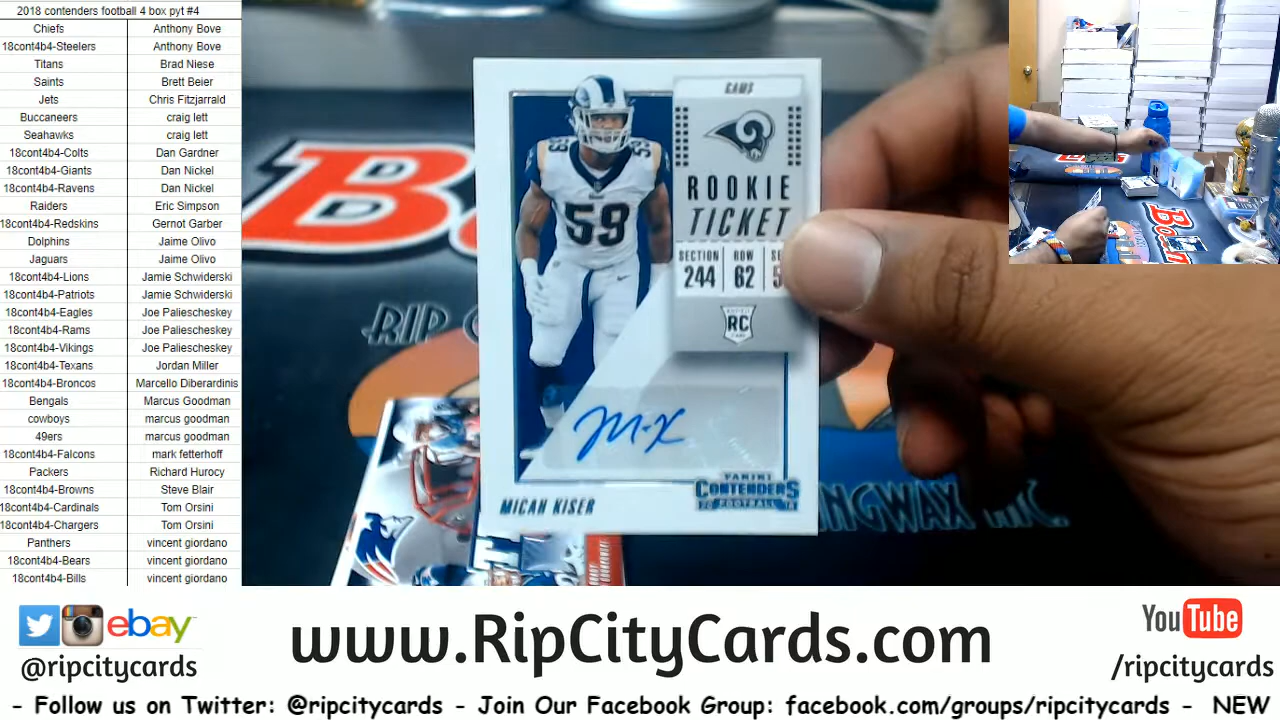 2018 contenders football 4 box pyt #4
Chiefs Anthony Bove
18cont4b4-Steelers Anthony Bove
Titans Brad Niese
Saints Brett Beier
Jets Chris Fitzjarrald
Buccaneers craig lett
Seahawks craig lett
18cont4b4-Colts Dan Gardner
18cont4b4-Giants Dan Nickel
18cont4b4-Ravens Dan Nickel
Raiders Eric Simpson
18cont4b4-Redskins Gernot Garber
Dolphins Jaime Olivo
Jaguars Jaime Olivo
18cont4b4-Lions Jamie Schwiderski
18cont4b4-Patriots Jamie Schwiderski
18cont4b4-Eagles Joe Paliescheskey
18cont4b4-Rams Joe Paliescheskey
18cont4b4-Vikings Joe Paliescheskey
18cont4b4-Texans Jordan Miller
18cont4b4-Broncos Marcello Diberardinis
Bengals Marcus Goodman
cowboys marcus goodman
49ers marcus goodman
18cont4b4-Falcons mark fetterhoff
Packers Richard Hurocy
18cont4b4-Browns Steve Blair
18cont4b4-Cardinals Tom Orsini
18cont4b4-Chargers Tom Orsini
Panthers vincent giordano
18cont4b4-Bears vincent giordano
18cont4b4-Bills vincent giordano
RAMS
ROOKIE
TICKET
SECTION ROW
244 62
59
RC
M-K
PANINI
CONTENDERS
20 FOOTBALL 18
MICAH KISER
RIP
INGWAX INC.
ebay
@ripcitycards
www.RipCityCards.com
YouTube
/ripcitycards
- Follow us on Twitter: @ripcitycards - Join Our Facebook Group: facebook.com/groups/ripcitycards - NEW